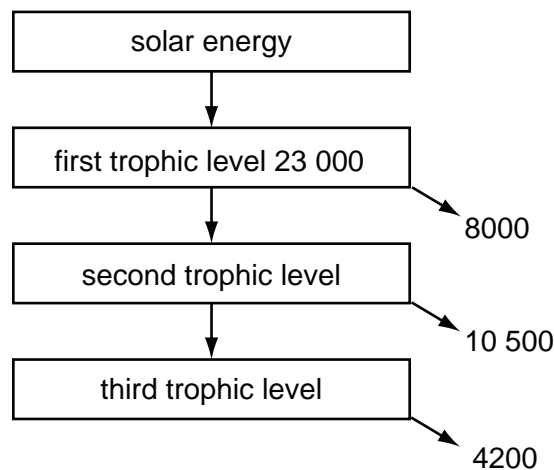 solar energy
first trophic level 23 000
8000
second trophic level
10 500
third trophic level
4200